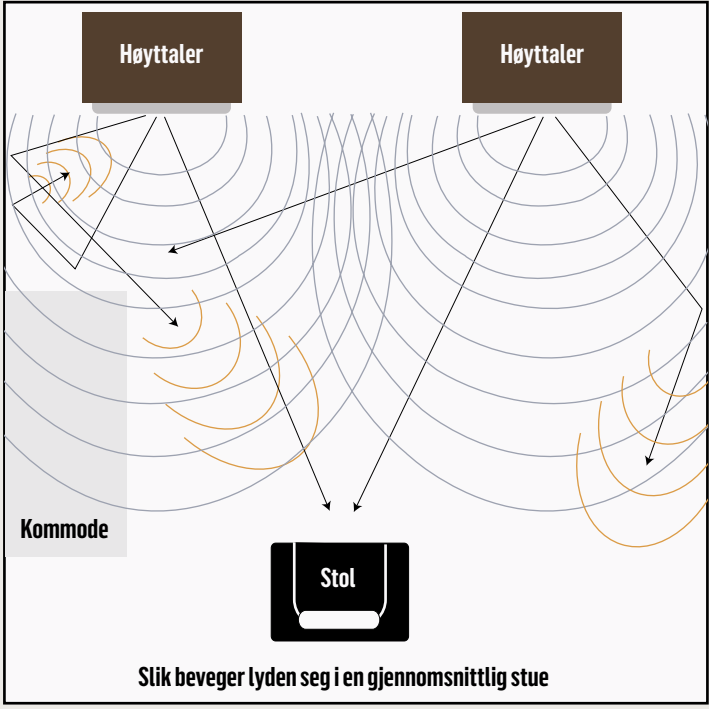 Høyttaler
Høyttaler
Kommode
Stol
Slik beveger lyden seg i en gjennomsnittlig stue